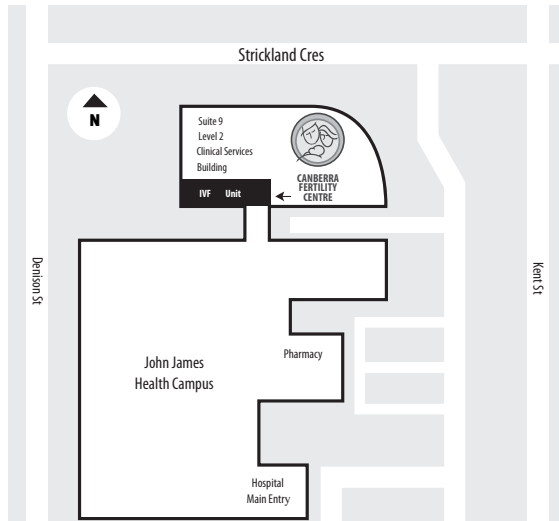 Strickland Cres
N
Suite 9
Level 2
Clinical Services
Building
CANBERRA
FERTILITY
CENTRE
IVF Unit
Denison St
Kent St
John James
Health Campus
Pharmacy
Hospital
Main Entry